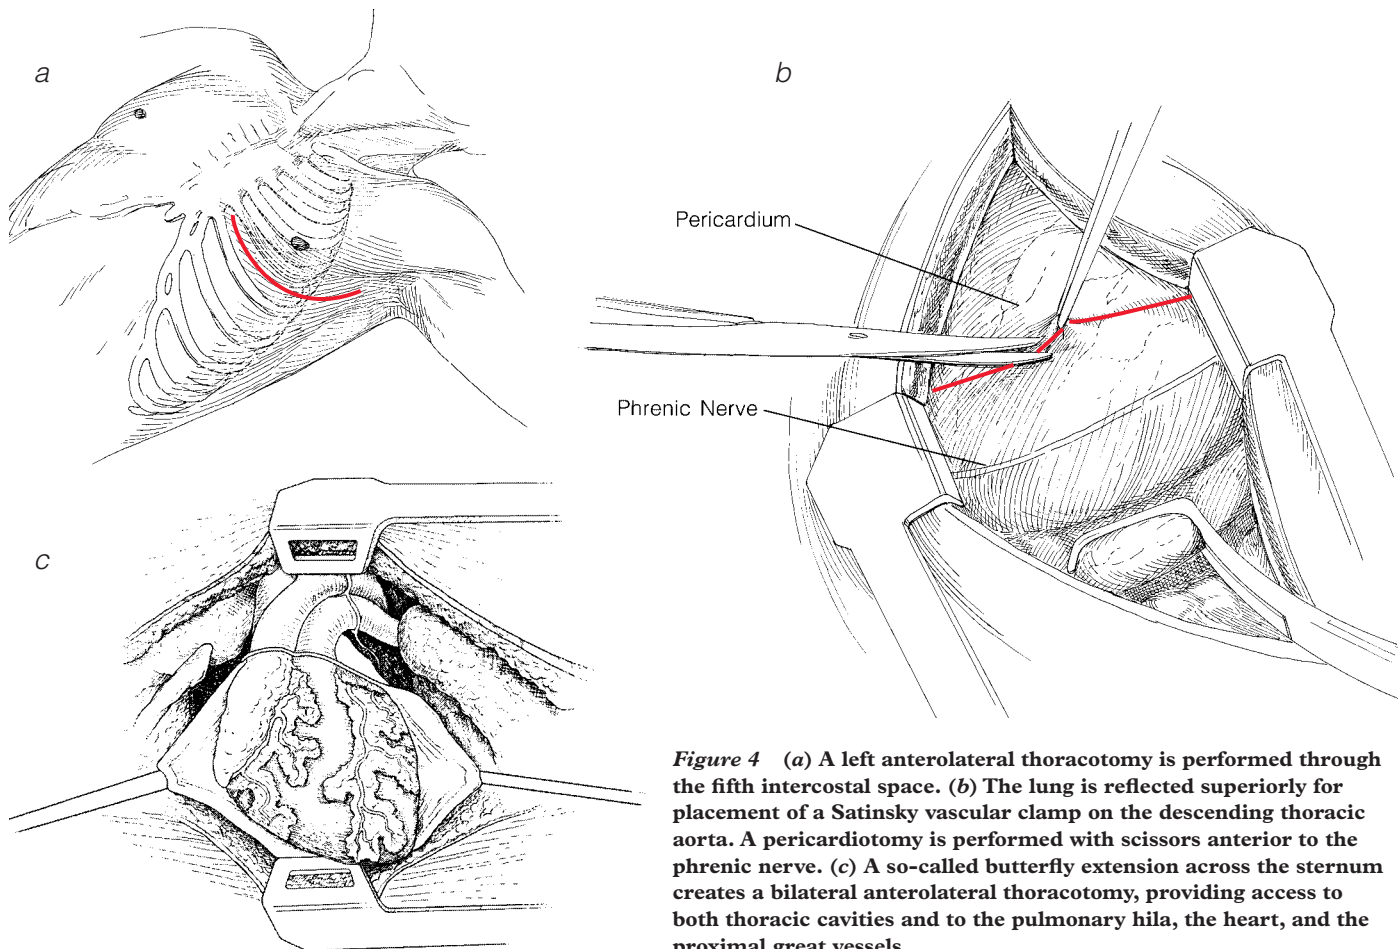 a
b
Pericardium
Phrenic Nerve
c
Figure 4 (a) A left anterolateral thoracotomy is performed through
the fifth intercostal space. (b) The lung is reflected superiorly for
placement of a Satinsky vascular clamp on the descending thoracic
aorta. A pericardiotomy is performed with scissors anterior to the
phrenic nerve. (c) A so-called butterfly extension across the sternum
creates a bilateral anterolateral thoracotomy, providing access to
both thoracic cavities and to the pulmonary hila, the heart, and the
proximal great vessels